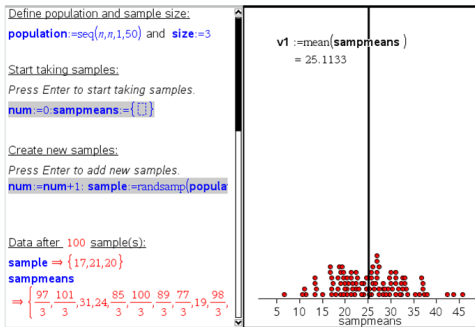 Define population and sample size:
population:=seq(n,n,1,50) and size:=3
Start taking samples:
Press Enter to start taking samples.
num:=0:sampmeans:={ }
Create new samples:
Press Enter to add new samples.
num:=num+1: sample:=randsamp(popula
Data after 100 sample(s):
sample ⇒ {17,21,20}
sampmeans
⇒ {97/3, 101/3, 31, 24, 85/3, 100/3, 89/3, 77/3, 19, 98/3,
v1:=mean(sampmeans )
= 25.1133
5 10 15 20 25 30 35 40 45
sampmeans